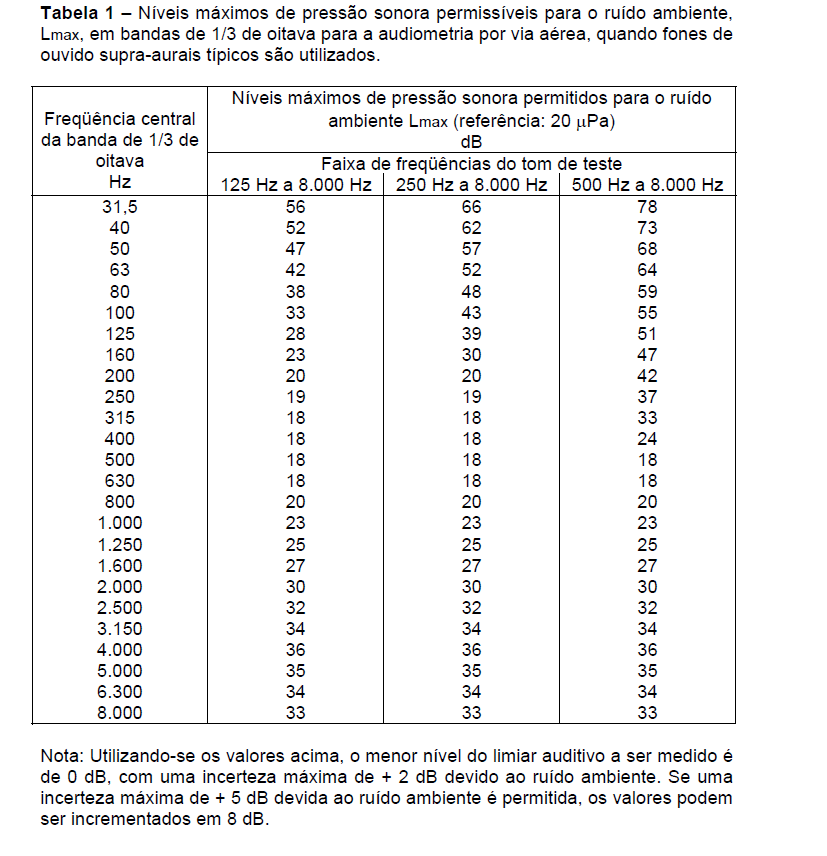 Tabela 1 – Níveis máximos de pressão sonora permissíveis para o ruído ambiente,
Lmax, em bandas de 1/3 de oitava para a audiometria por via aérea, quando fones de
ouvido supra-aurais típicos são utilizados.
Freqüência central
da banda de 1/3 de
oitava
Hz
Níveis máximos de pressão sonora permitidos para o ruído
ambiente Lmax (referência: 20 μPa)
dB
Faixa de freqüências do tom de teste
125 Hz a 8.000 Hz 250 Hz a 8.000 Hz 500 Hz a 8.000 Hz
31,5 56 66 78
40 52 62 73
50 47 57 68
63 42 52 64
80 38 48 59
100 33 43 55
125 28 39 51
160 23 30 47
200 20 20 42
250 19 19 37
315 18 18 33
400 18 18 24
500 18 18 18
630 18 18 18
800 20 20 20
1.000 23 23 23
1.250 25 25 25
1.600 27 27 27
2.000 30 30 30
2.500 32 32 32
3.150 34 34 34
4.000 36 36 36
5.000 35 35 35
6.300 34 34 34
8.000 33 33 33
Nota: Utilizando-se os valores acima, o menor nível do limiar auditivo a ser medido é
de 0 dB, com uma incerteza máxima de + 2 dB devido ao ruído ambiente. Se uma
incerteza máxima de + 5 dB devida ao ruído ambiente é permitida, os valores podem
ser incrementados em 8 dB.